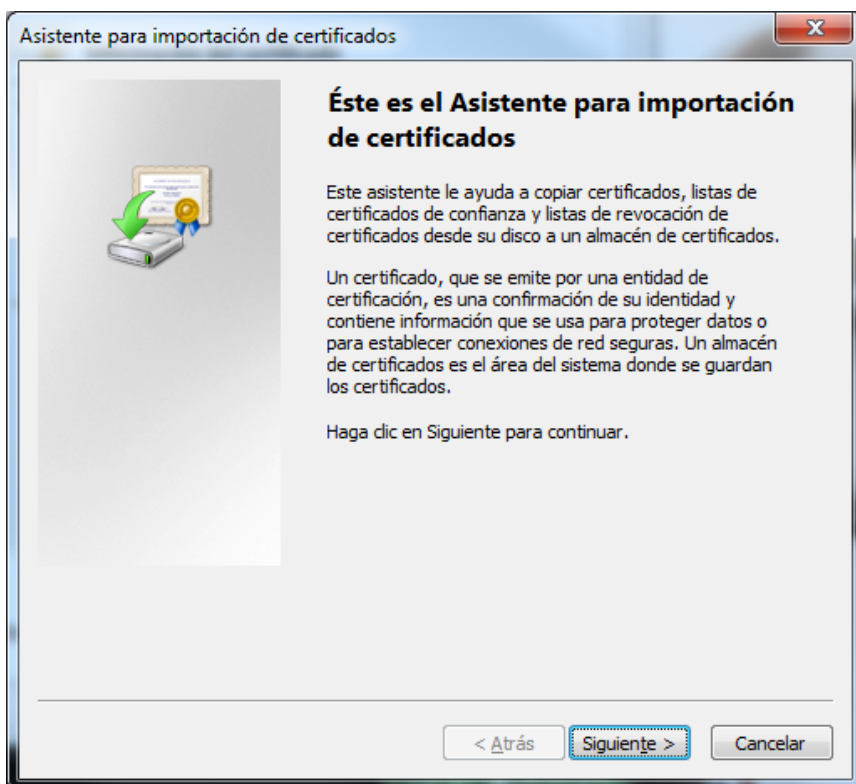 Asistente para importación de certificados
Éste es el Asistente para importación
de certificados
Este asistente le ayuda a copiar certificados, listas de
certificados de confianza y listas de revocación de
certificados desde su disco a un almacén de certificados.
Un certificado, que se emite por una entidad de
certificación, es una confirmación de su identidad y
contiene información que se usa para proteger datos o
para establecer conexiones de red seguras. Un almacén
de certificados es el área del sistema donde se guardan
los certificados.
Haga clic en Siguiente para continuar.
< Atrás Siguiente > Cancelar